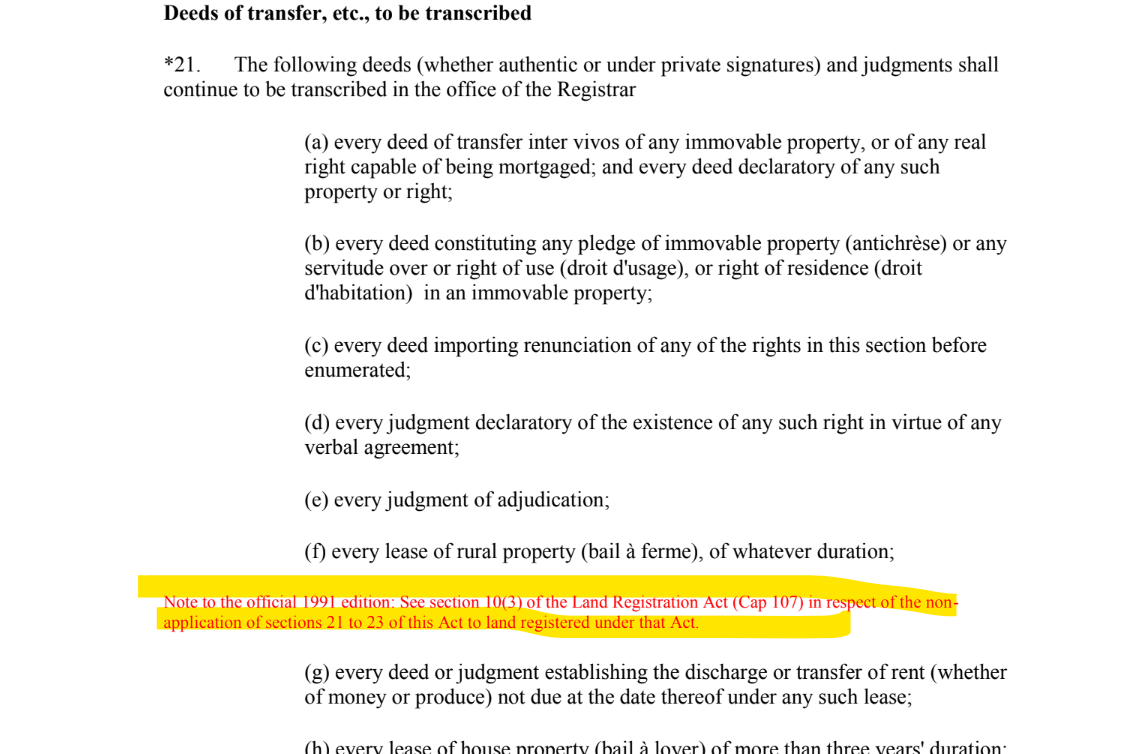 Deeds of transfer, etc., to be transcribed
*21. The following deeds (whether authentic or under private signatures) and judgments shall
continue to be transcribed in the office of the Registrar
(a) every deed of transfer inter vivos of any immovable property, or of any real
right capable of being mortgaged; and every deed declaratory of any such
property or right;
(b) every deed constituting any pledge of immovable property (antichrèse) or any
servitude over or right of use (droit d'usage), or right of residence (droit
d'habitation) in an immovable property;
(c) every deed importing renunciation of any of the rights in this section before
enumerated;
(d) every judgment declaratory of the existence of any such right in virtue of any
verbal agreement;
(e) every judgment of adjudication;
(f) every lease of rural property (bail à ferme), of whatever duration;
Note to the official 1991 edition: See section 10(3) of the Land Registration Act (Cap 107) in respect of the non-
application of sections 21 to 23 of this Act to land registered under that Act.
(g) every deed or judgment establishing the discharge or transfer of rent (whether
of money or produce) not due at the date thereof under any such lease;
(h) every lease of house property (bail à loyer) of more than three years' duration;